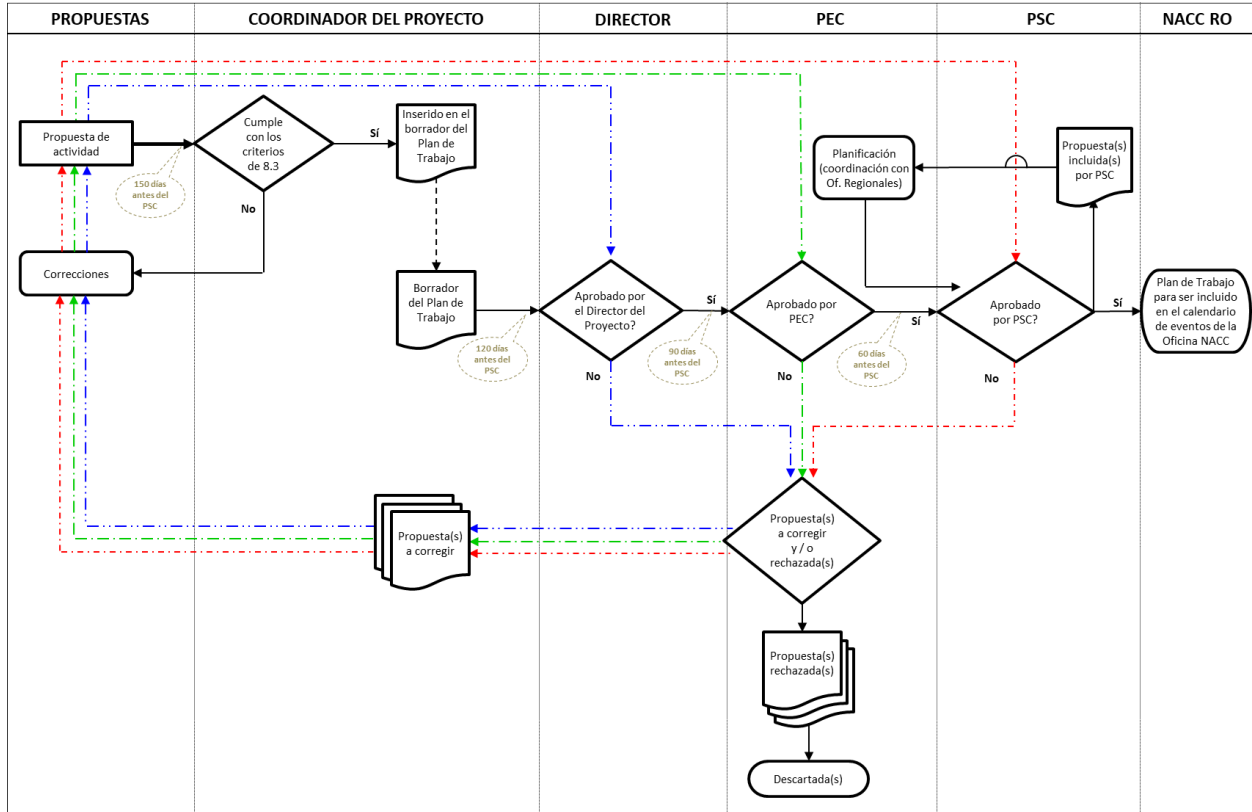 PROPUESTAS
COORDINADOR DEL PROYECTO
DIRECTOR
PEC
PSC
NACC RO
Propuesta de
actividad
150 días
antes del
PSC
Cumple
con los
criterios
de 8.3
Sí
No
Inserido en el
borrador del
Plan de
Trabajo
Correcciones
Borrador
del Plan de
Trabajo
120 días
antes del
PSC
Aprobado por
el Director del
Proyecto?
Sí
No
90 días
antes del
PSC
Planificación
(coordinación con
Of. Regionales)
Aprobado por
PEC?
Sí
No
60 días
antes del
PSC
Propuesta(s)
incluida(s)
por PSC
Aprobado
por PSC?
Sí
No
Plan de Trabajo
para ser incluido
en el calendario
de eventos de la
Oficina NACC
Propuesta(s)
a corregir
Propuesta(s)
a corregir
y / o
rechazada(s)
Propuesta(s)
rechazada(s)
Descartada(s)